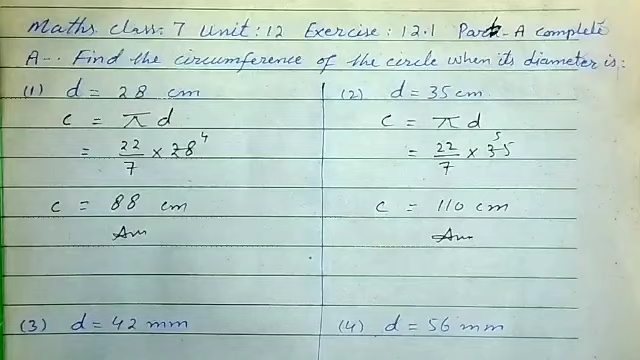 Maths class: 7 Unit: 12 Exercise: 12.1 Part-A complete
A-. Find the circumference of the circle when its diameter is:
(1) d = 28 cm
C = πd
= 22/7 × 28 4
C = 88 cm
Ans
(2) d = 35 cm
C = πd
= 22/7 × 35 5
C = 110 cm
Ans
(3) d = 42 mm
(4) d = 56 mm